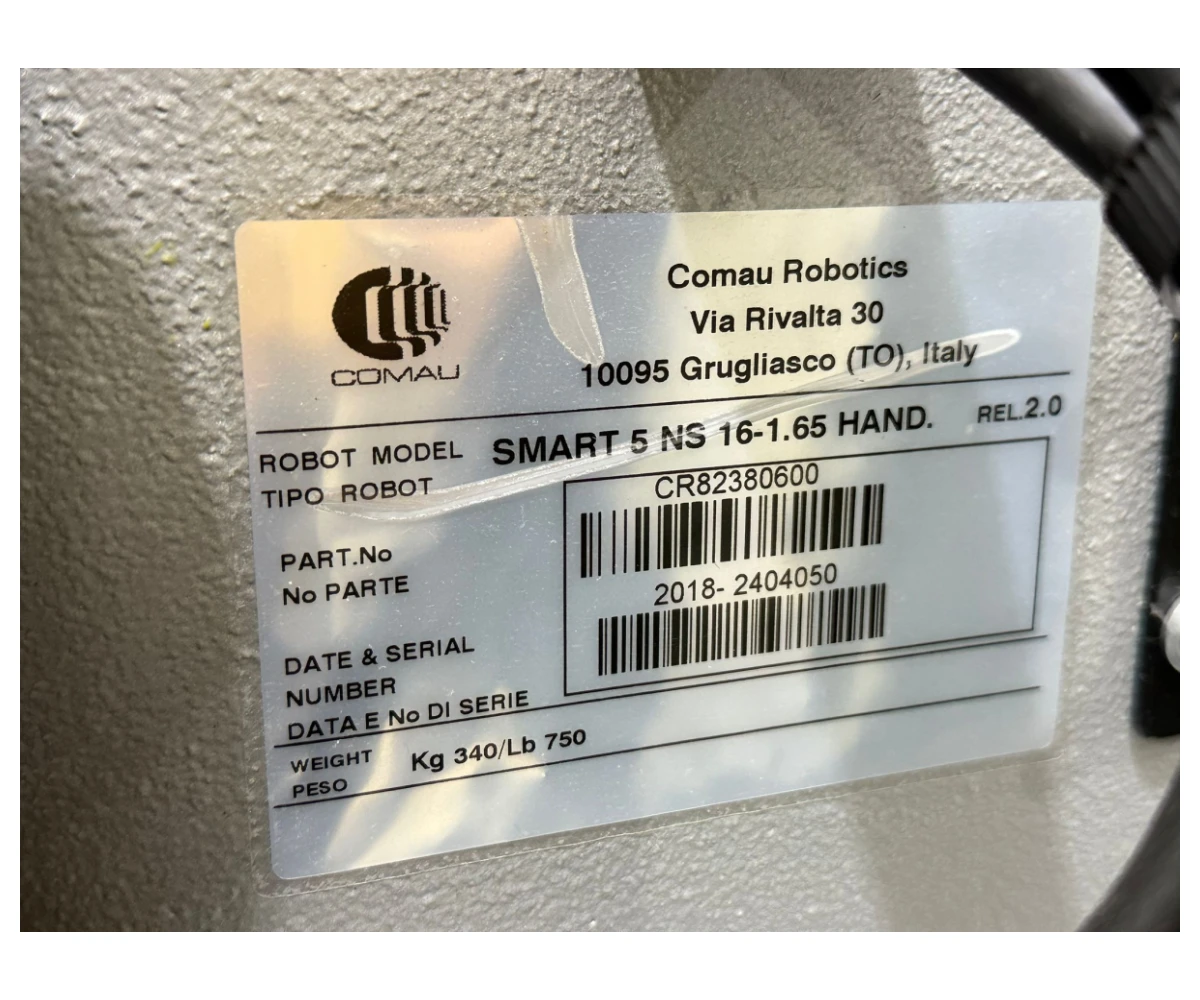 COMAU
Comau Robotics
Via Rivalta 30
10095 Grugliasco (TO), Italy
ROBOT MODEL SMART 5 NS 16-1.65 HAND. REL.2.0
TIPO ROBOT
CR82380600
PART.No
No PARTE
2018- 2404050
DATE & SERIAL
NUMBER
DATA E No DI SERIE
WEIGHT Kg 340/Lb 750
PESO